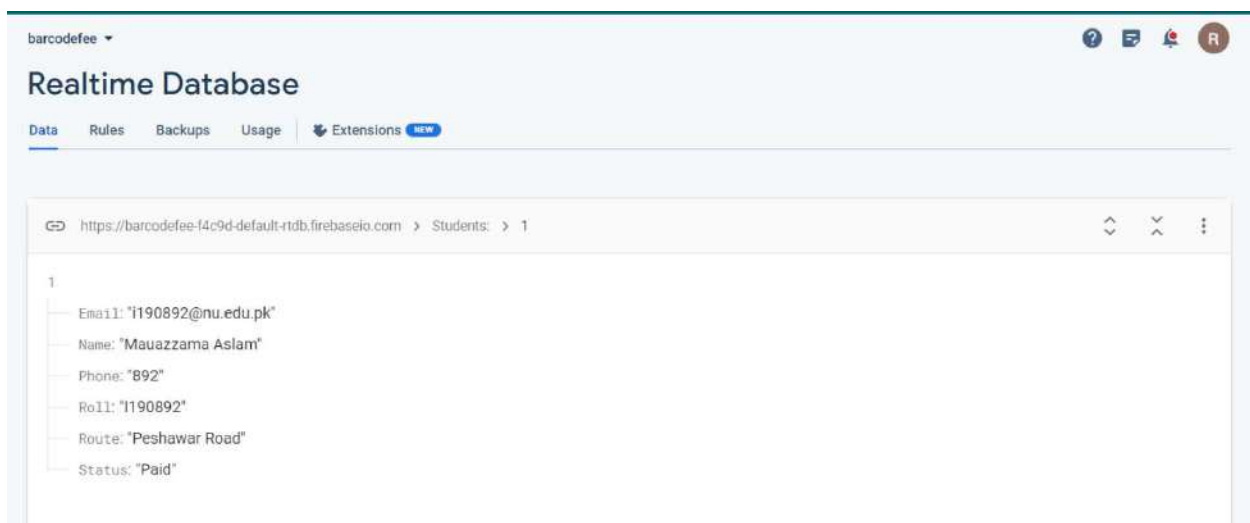 barcodefee
R
Realtime Database
Data Rules Backups Usage Extensions NEW
https://barcodefee-f4c9d-default-rtdb.firebaseio.com > Students: > 1
1
Email: "i190892@nu.edu.pk"
Name: "Mauazzama Aslam"
Phone: "892"
Roll: "I190892"
Route: "Peshawar Road"
Status: "Paid"